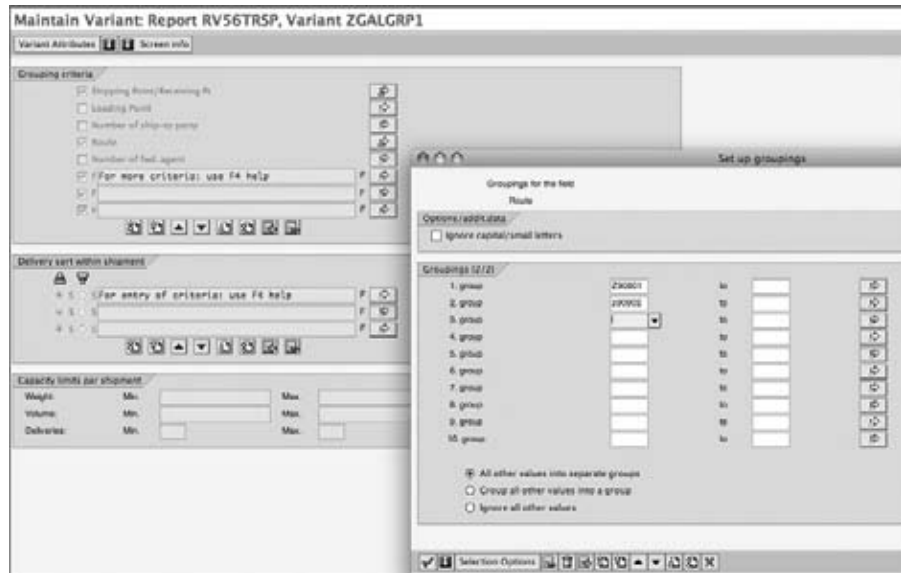 Maintain Variant: Report RV56TRSP, Variant ZGALGRP1
Variant Attributes Screen info
Grouping criteria
Shipping Point/Receiving Pt
Loading Point
Number of ship-to party
Route
Number of fwd. agent
For more criteria: use F4 help F
F
F
Delivery sort within shipment
S For entry of criteria: use F4 help F
S F
S F
Capacity limits per shipment
Weight: Min. Max.
Volume: Min. Max.
Deliveries: Min. Max.
Set up groupings
Groupings for the field
Route
Options/addit.data
Ignore capital/small letters
Groupings (2/2)
1. group to
2. group to
3. group to
4. group to
5. group to
6. group to
7. group to
8. group to
9. group to
10. group to
All other values into separate groups
Group all other values into a group
Ignore all other values
Selection Options